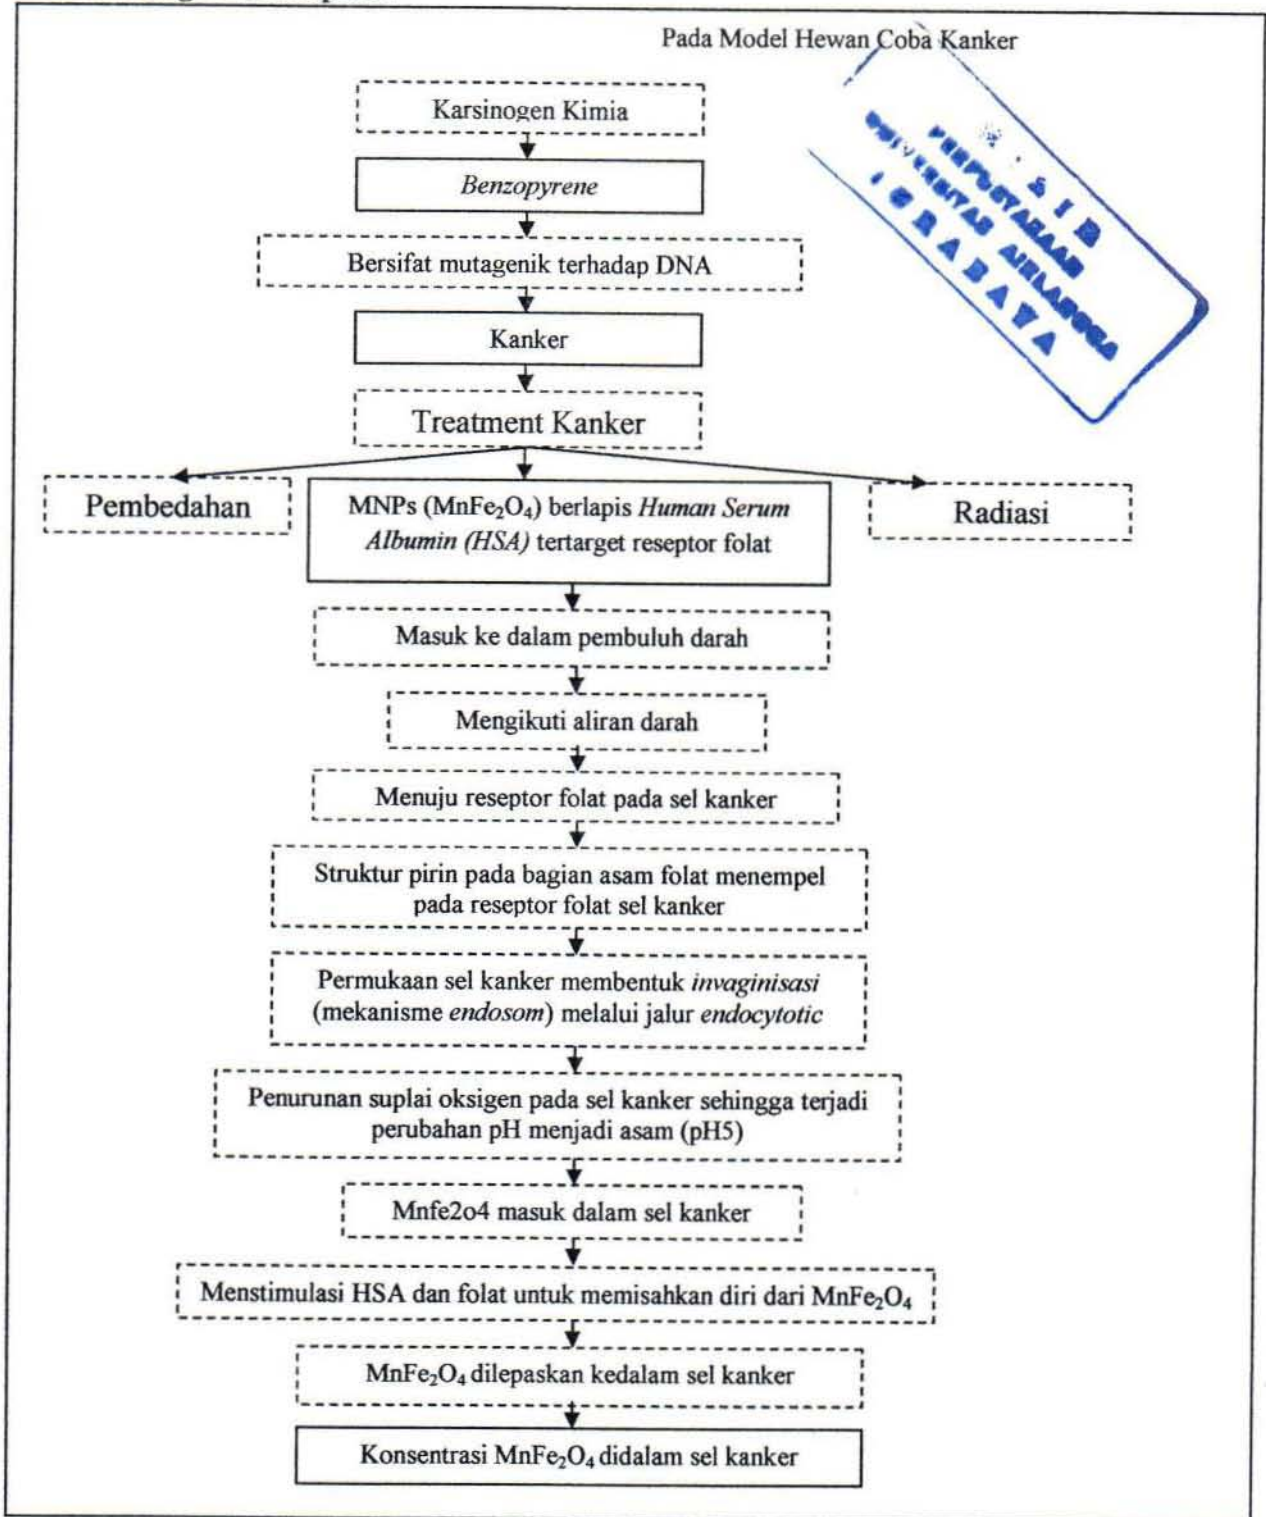 Pada Model Hewan Coba Kanker
Karsinogen Kimia
Benzopyrene
Bersifat mutagenik terhadap DNA
Kanker
Treatment Kanker
Pembedahan
MNPs (MnFe₂O₄) berlapis Human Serum
Albumin (HSA) tertarget reseptor folat
Radiasi
Masuk ke dalam pembuluh darah
Mengikuti aliran darah
Menuju reseptor folat pada sel kanker
Struktur pirin pada bagian asam folat menempel
pada reseptor folat sel kanker
Permukaan sel kanker membentuk invaginisasi
(mekanisme endosom) melalui jalur endocytotic
Penurunan suplai oksigen pada sel kanker sehingga terjadi
perubahan pH menjadi asam (pH5)
Mnfe2o4 masuk dalam sel kanker
Menstimulasi HSA dan folat untuk memisahkan diri dari MnFe₂O₄
MnFe₂O₄ dilepaskan kedalam sel kanker
Konsentrasi MnFe₂O₄ didalam sel kanker
PERPUSTAKAAN
UNIVERSITAS AIRLANGGA